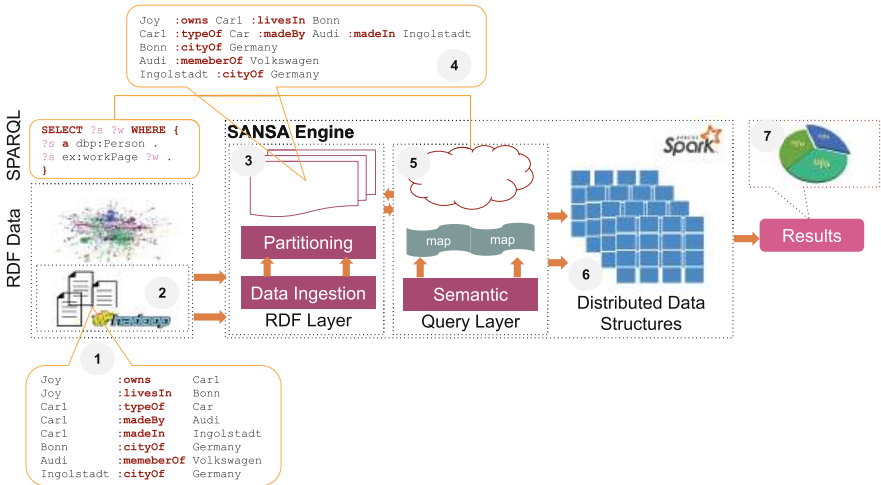 Joy :owns Car1 :livesIn Bonn
Car1 :typeOf Car :madeBy Audi :madeIn Ingolstadt
Bonn :cityOf Germany
Audi :memeberOf Volkswagen
Ingolstadt :cityOf Germany
4
SPARQL
SELECT ?s ?w WHERE {
?s a dbp:Person .
?s ex:workPage ?w .
}
SANSA Engine
APACHE Spark
7
3
5
RDF Data
Partitioning
map map
Results
2
Data Ingestion
Semantic
6
hadoop
RDF Layer
Query Layer
Distributed Data
Structures
1
Joy :owns Car1
Joy :livesIn Bonn
Car1 :typeOf Car
Car1 :madeBy Audi
Car1 :madeIn Ingolstadt
Bonn :cityOf Germany
Audi :memeberOf Volkswagen
Ingolstadt :cityOf Germany